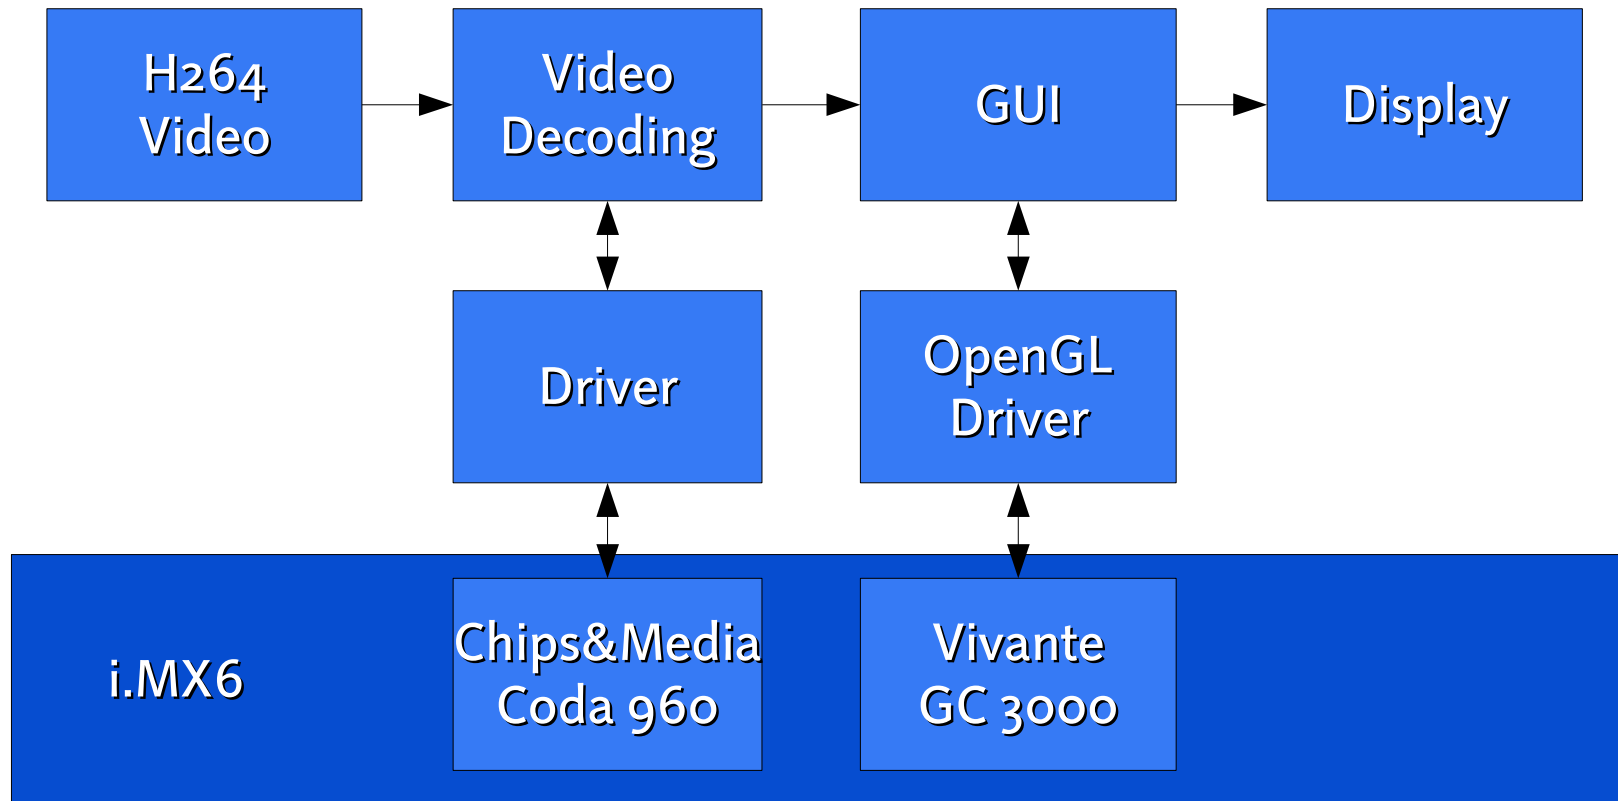 H264
Video
Video
Decoding
GUI
Display
Driver
OpenGL
Driver
i.MX6
Chips&Media
Coda 960
Vivante
GC 3000